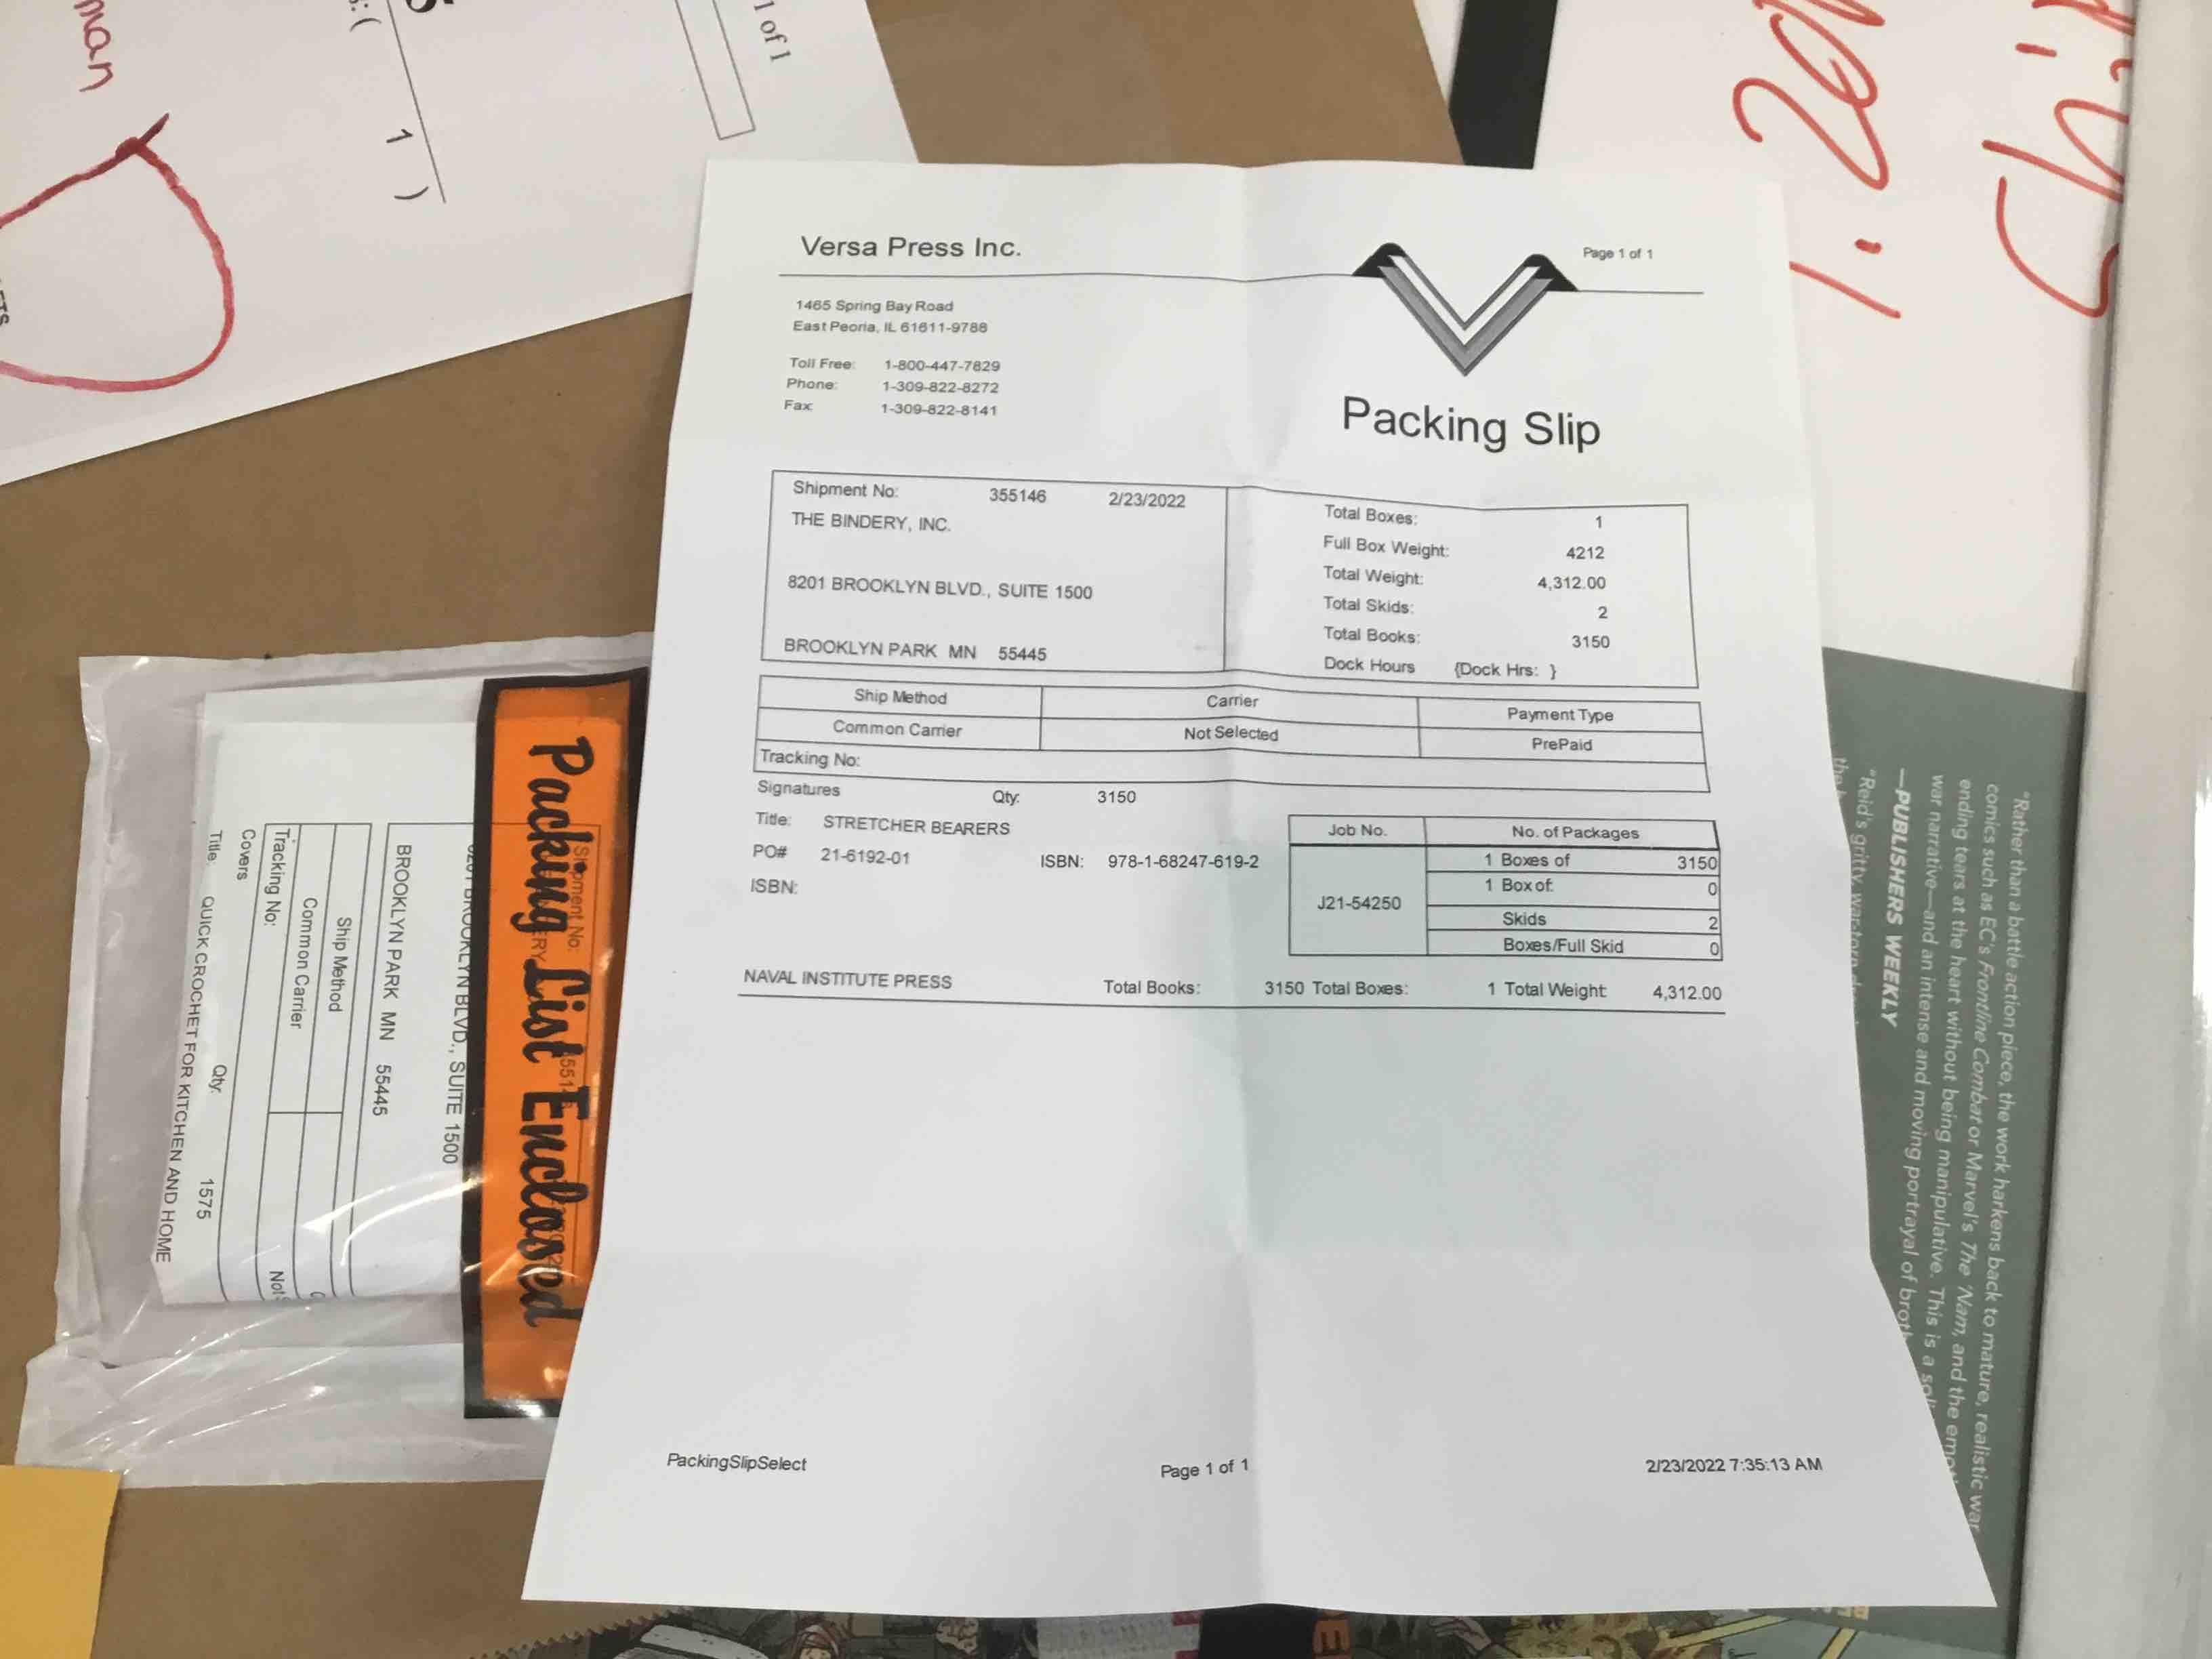 Versa Press Inc.
Page 1 of 1
1465 Spring Bay Road
East Peoria, IL 61611-9788
Toll Free: 1-800-447-7829
Phone: 1-309-822-8272
Fax: 1-309-822-8141
Packing Slip
Shipment No: 355146 2/23/2022
THE BINDERY, INC.
8201 BROOKLYN BLVD., SUITE 1500
BROOKLYN PARK MN 55445
Total Boxes: 1
Full Box Weight: 4212
Total Weight: 4,312.00
Total Skids: 2
Total Books: 3150
Dock Hours {Dock Hrs: }
Ship Method Carrier Payment Type
Common Carrier Not Selected PrePaid
Tracking No:
Signatures Qty: 3150
Title: STRETCHER BEARERS
PO# 21-6192-01 ISBN: 978-1-68247-619-2
ISBN:
Job No. No. of Packages
J21-54250
1 Boxes of 3150
1 Box of: 0
Skids 2
Boxes/Full Skid 0
NAVAL INSTITUTE PRESS Total Books: 3150 Total Boxes: 1 Total Weight: 4,312.00
PackingSlipSelect Page 1 of 1 2/23/2022 7:35:13 AM
Packing List Enclosed
Shipment No:
BROOKLYN BLVD., SUITE 1500
BROOKLYN PARK MN 55445
Ship Method
Common Carrier
Tracking No:
Covers Qty: 1575
Title: QUICK CROCHET FOR KITCHEN AND HOME
1 of 1
1 )
"Rather than a battle action piece, the work harkens back to mature, realistic war
comics such as EC's Frontline Combat or Marvel's The 'Nam, and the
ending tears at the heart without being manipulative. This is a
war narrative—and an intense and moving portrayal of
—PUBLISHERS WEEKLY
"Reid's gritty,